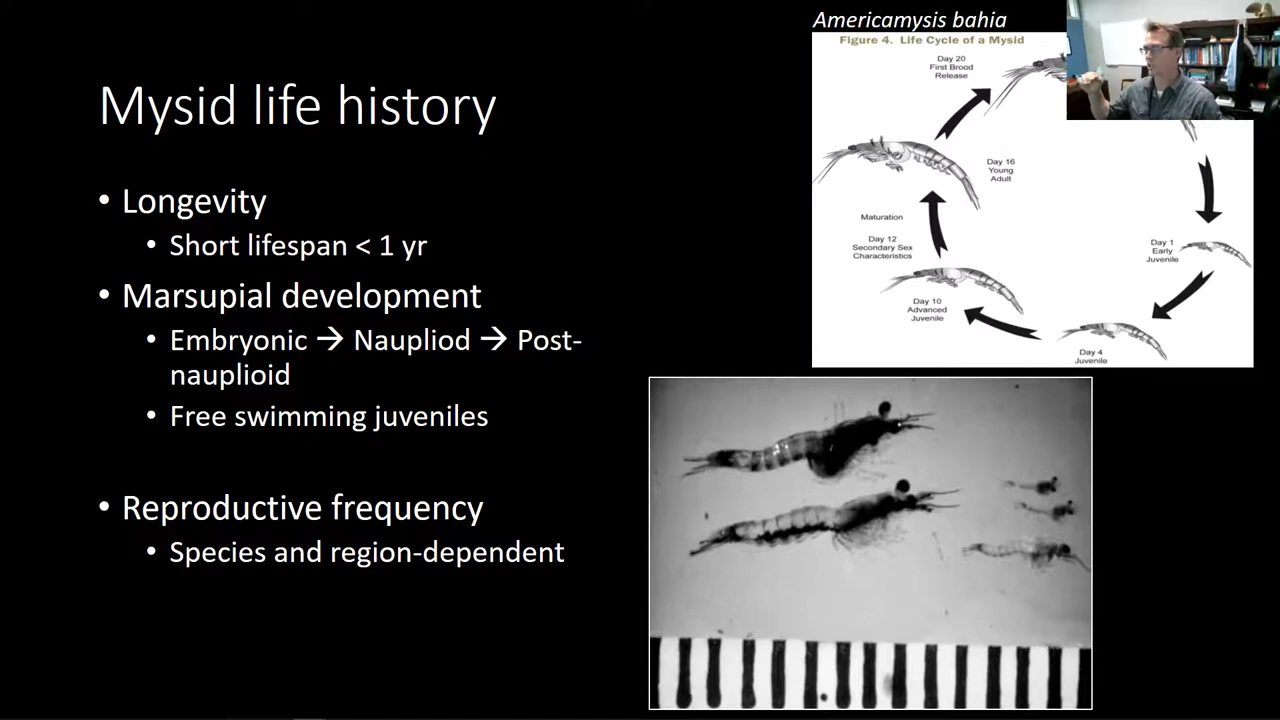 Mysid life history
• Longevity
• Short lifespan < 1 yr
• Marsupial development
• Embryonic → Naupliod → Post-
nauplioid
• Free swimming juveniles
• Reproductive frequency
• Species and region-dependent
Americamysis bahia
Figure 4. Life Cycle of a Mysid
Day 20
First Brood
Release
Day 16
Young
Adult
Maturation
Day 12
Secondary Sex
Characteristics
Day 1
Early
Juvenile
Day 10
Advanced
Juvenile
Day 4
Juvenile